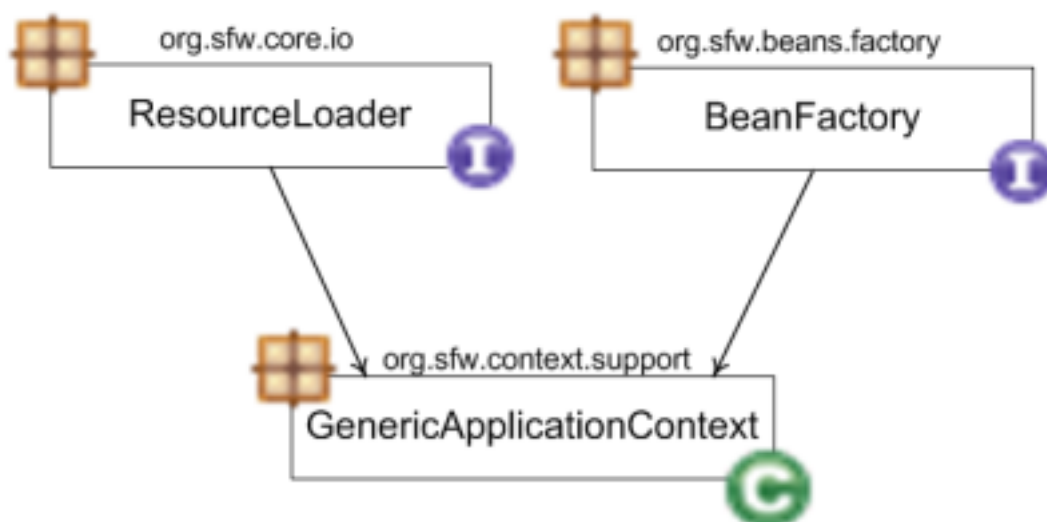 org.sfw.core.io
ResourceLoader
I
org.sfw.beans.factory
BeanFactory
I
org.sfw.context.support
GenericApplicationContext
C